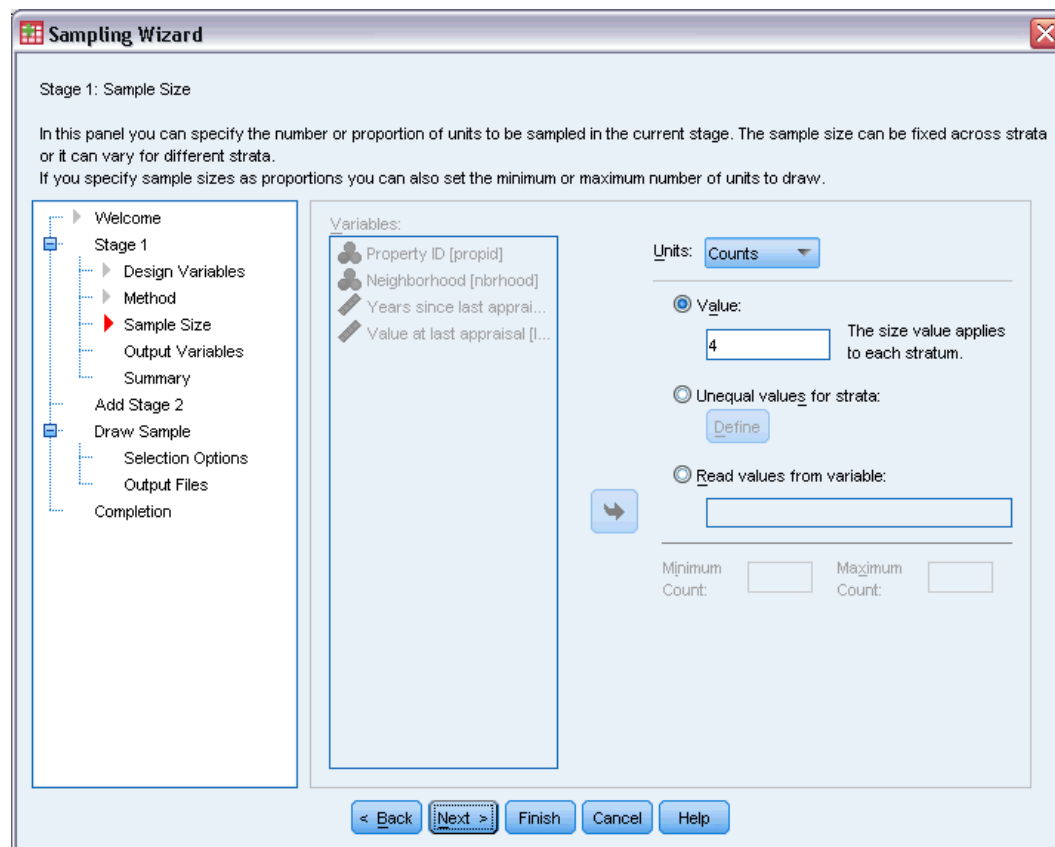 Sampling Wizard
Stage 1: Sample Size
In this panel you can specify the number or proportion of units to be sampled in the current stage. The sample size can be fixed across strata
or it can vary for different strata.
If you specify sample sizes as proportions you can also set the minimum or maximum number of units to draw.
Welcome
Stage 1
Design Variables
Method
Sample Size
Output Variables
Summary
Add Stage 2
Draw Sample
Selection Options
Output Files
Completion
Variables:
Property ID [propid]
Neighborhood [nbrhood]
Years since last apprai...
Value at last appraisal [l...
Units: Counts
Value:
4
The size value applies
to each stratum.
Unequal values for strata:
Define
Read values from variable:
Minimum
Count:
Maximum
Count:
< Back
Next >
Finish
Cancel
Help